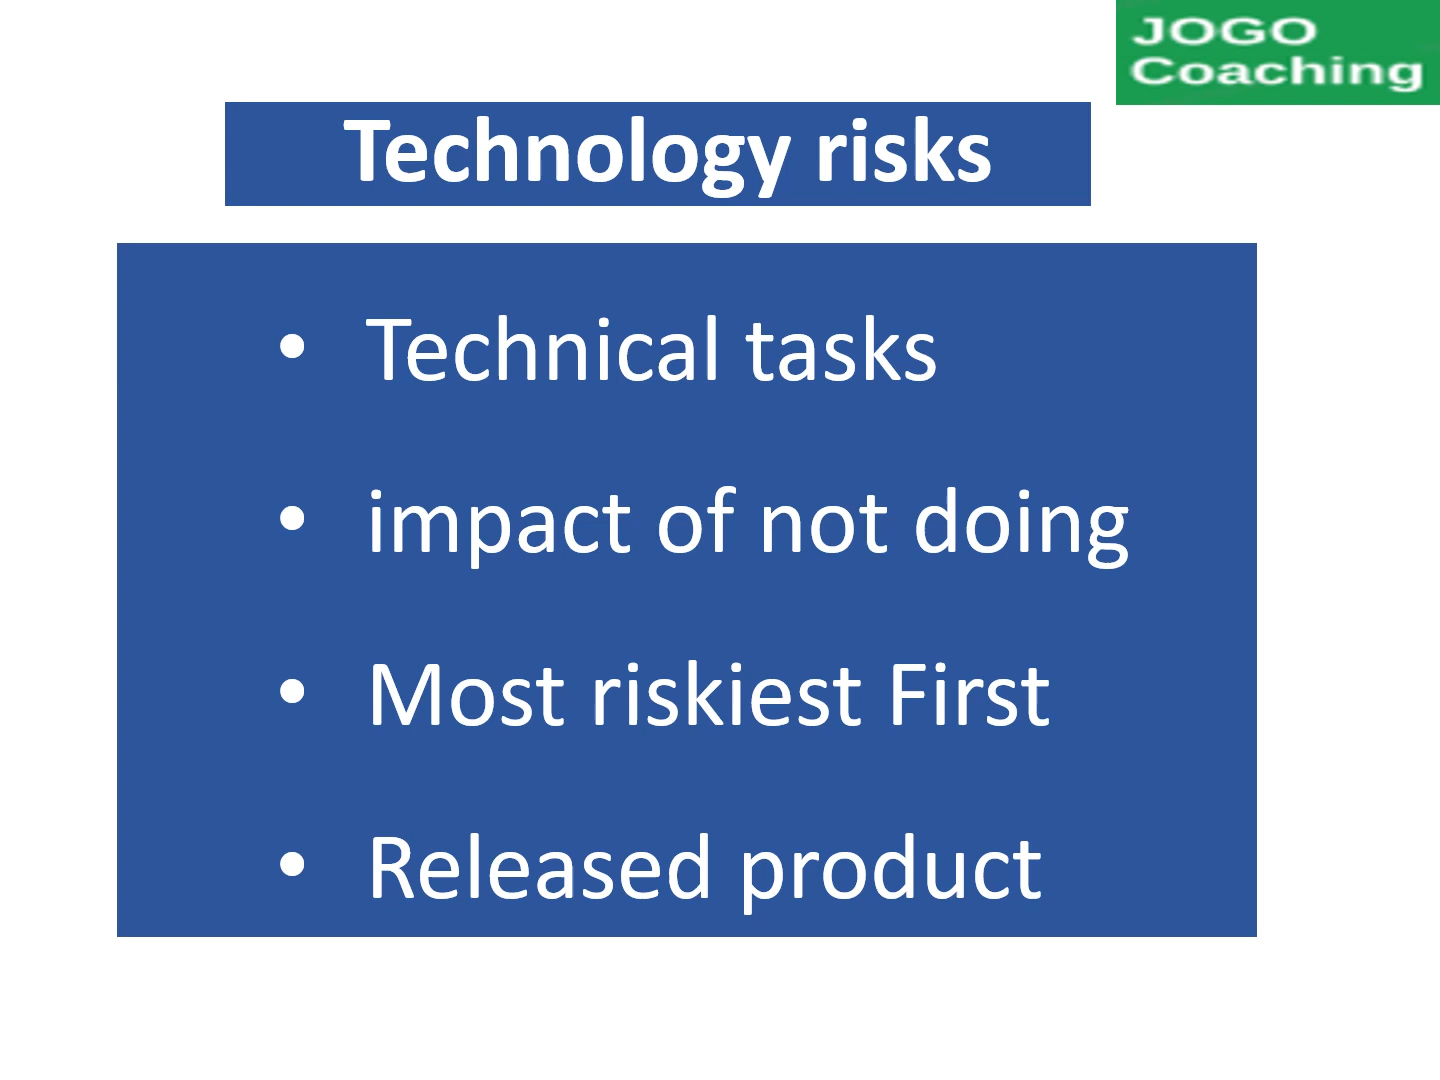 JOGO
Coaching
Technology risks
• Technical tasks
• impact of not doing
• Most riskiest First
• Released product